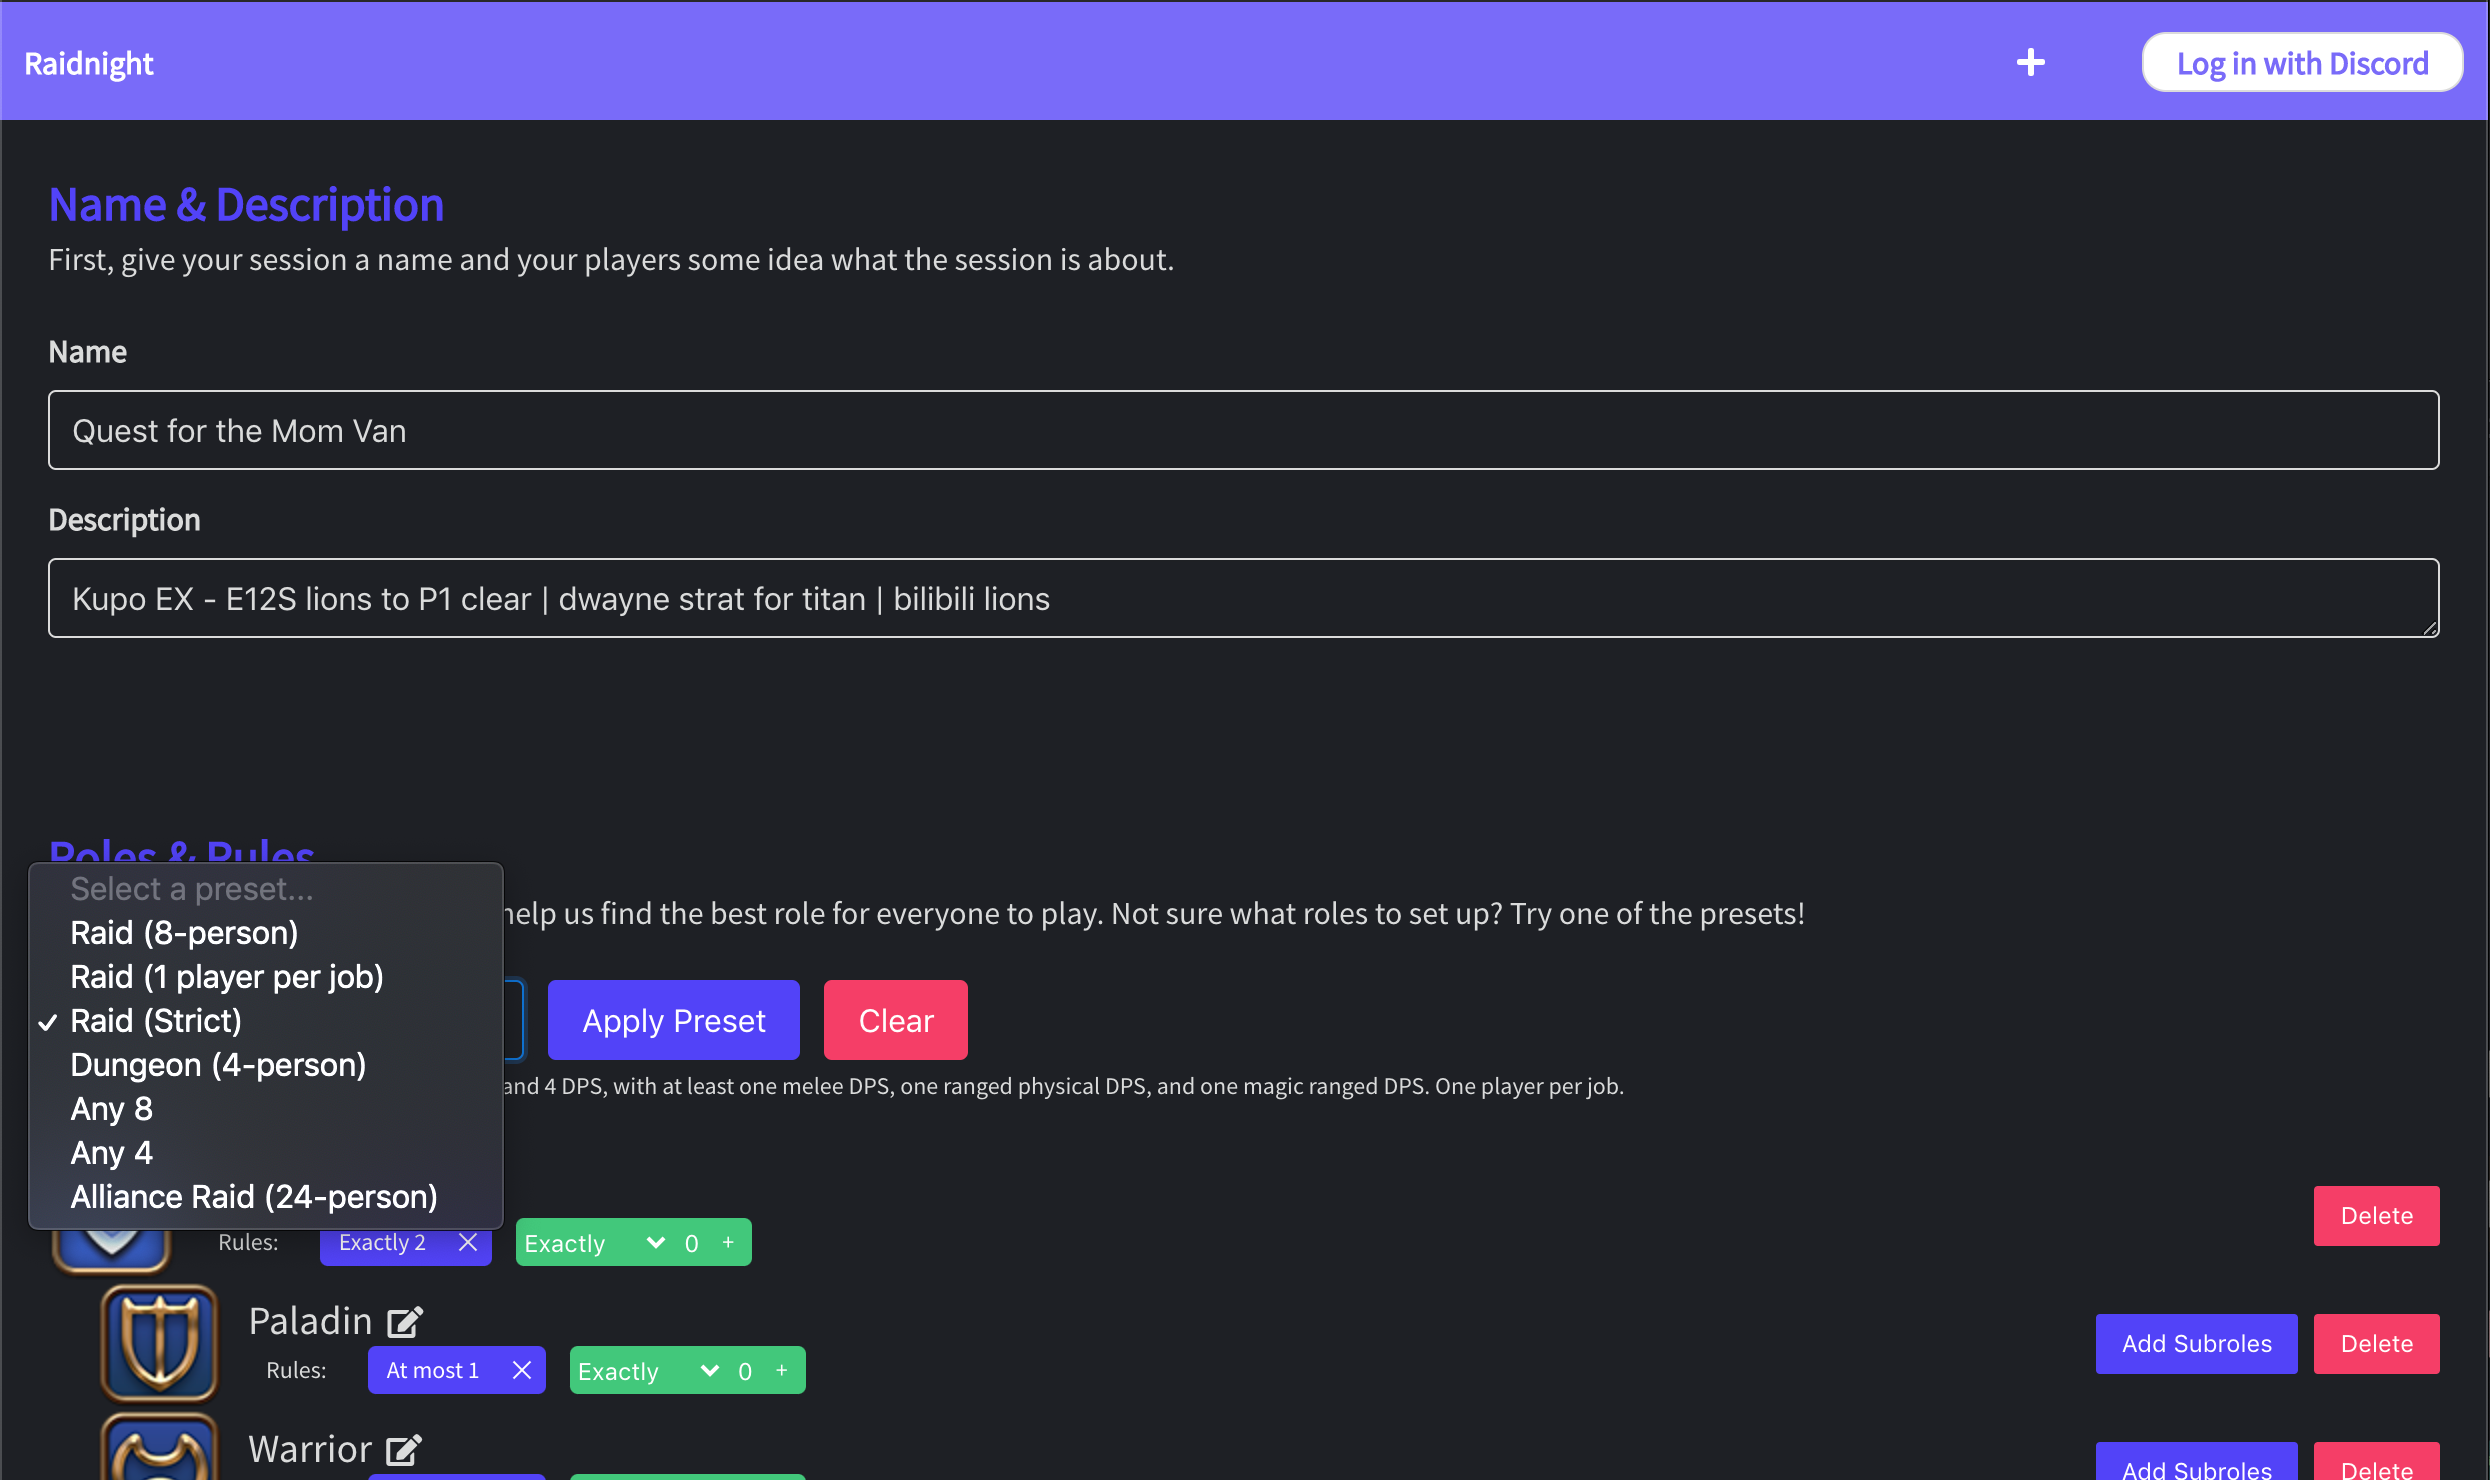 Raidnight
+
Log in with Discord
Name & Description
First, give your session a name and your players some idea what the session is about.
Name
Quest for the Mom Van
Description
Kupo EX - E12S lions to P1 clear | dwayne strat for titan | bilibili lions
Roles & Rules
Select a preset...
help us find the best role for everyone to play. Not sure what roles to set up? Try one of the presets!
Raid (8-person)
Raid (1 player per job)
✓ Raid (Strict)
Apply Preset
Clear
Dungeon (4-person)
and 4 DPS, with at least one melee DPS, one ranged physical DPS, and one magic ranged DPS. One player per job.
Any 8
Any 4
Alliance Raid (24-person)
Delete
Rules: Exactly 2 Exactly 0 +
Paladin
Rules: At most 1 Exactly 0 +
Add Subroles Delete
Warrior
Add Subroles Delete